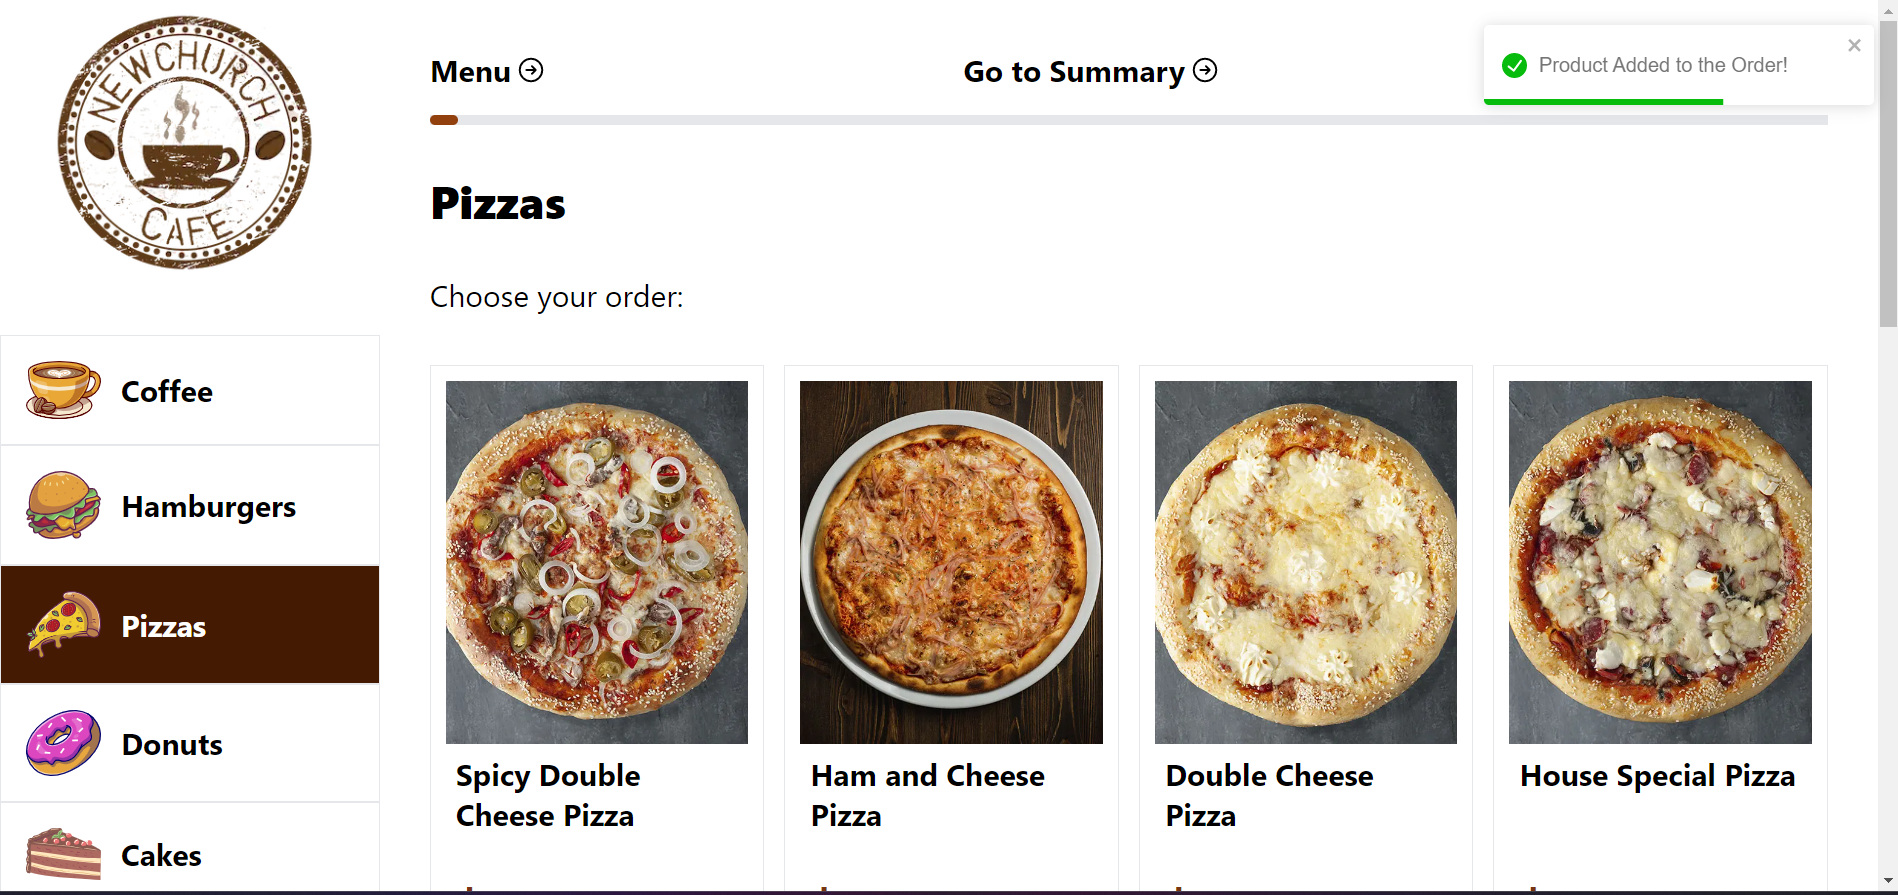 NEWCHURCH
CAFE
Menu
Go to Summary
Product Added to the Order!
Pizzas
Choose your order:
Coffee
Hamburgers
Pizzas
Donuts
Cakes
Spicy Double
Cheese Pizza
Ham and Cheese
Pizza
Double Cheese
Pizza
House Special Pizza